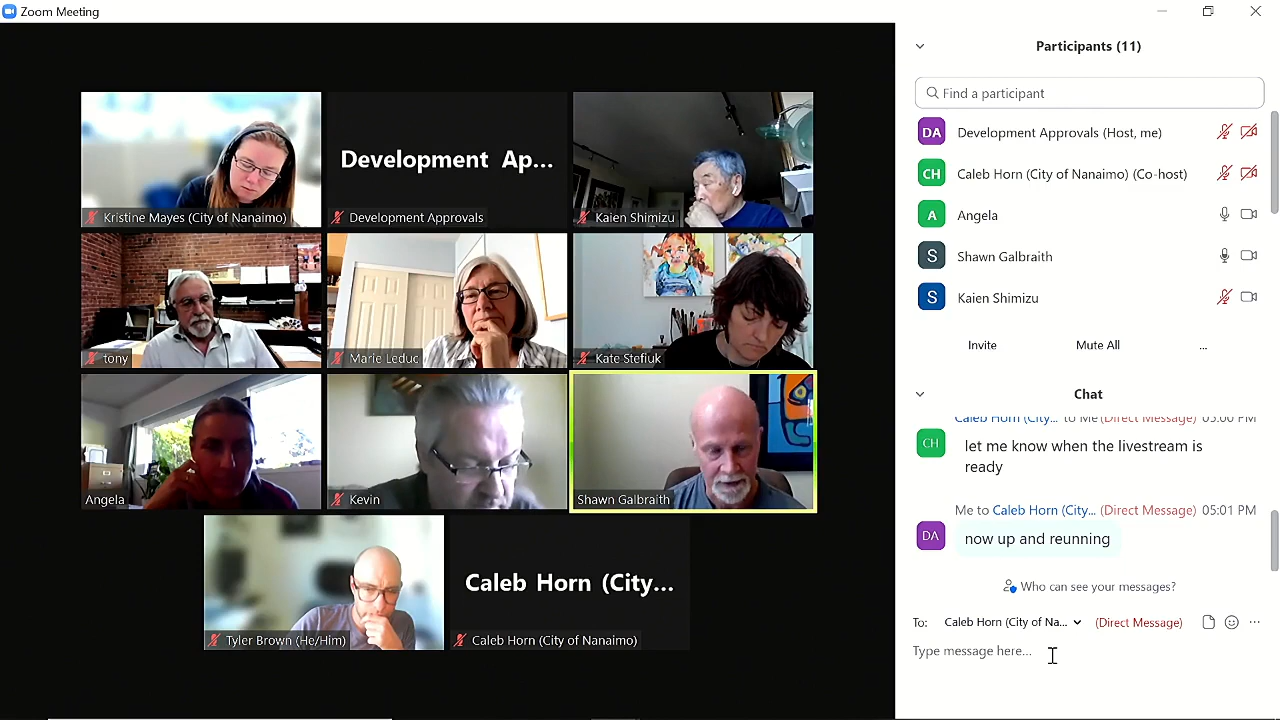 Zoom Meeting
Kristine Mayes (City of Nanaimo)
Development Ap...
Development Approvals
Kaien Shimizu
tony
Marie Leduc
Kate Stefiuk
Angela
Kevin
Shawn Galbraith
Tyler Brown (He/Him)
Caleb Horn (City...
Caleb Horn (City of Nanaimo)
Participants (11)
Find a participant
DA Development Approvals (Host, me)
CH Caleb Horn (City of Nanaimo) (Co-host)
A Angela
S Shawn Galbraith
S Kaien Shimizu
Invite Mute All ...
Chat
Caleb Horn (City... to Me (Direct Message) 05:00 PM
CH let me know when the livestream is
ready
Me to Caleb Horn (City... (Direct Message) 05:01 PM
DA now up and reunning
Who can see your messages?
To: Caleb Horn (City of Na... (Direct Message)
Type message here...